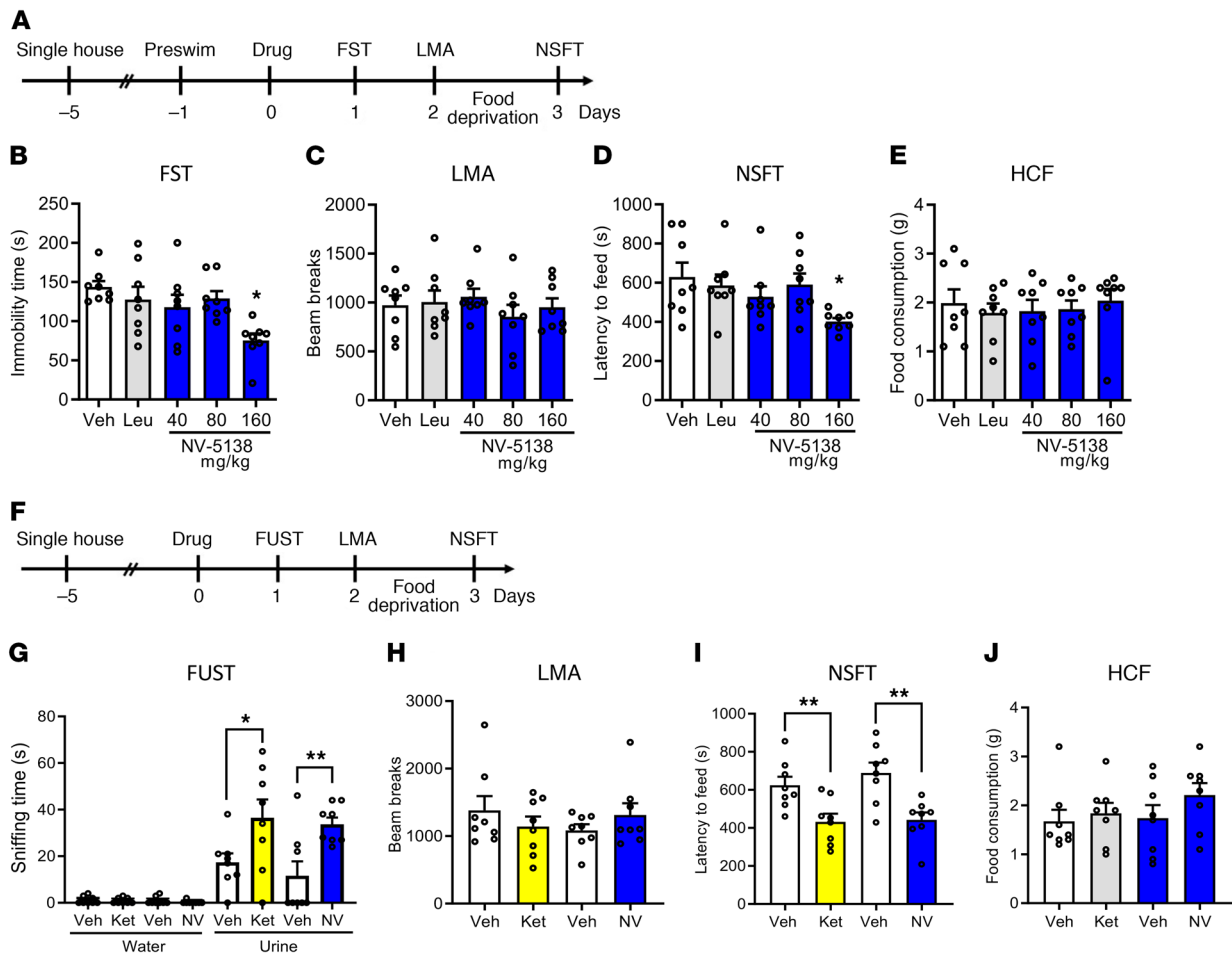 A
Single house Preswim Drug FST LMA NSFT
–5 –1 0 1 2 Food deprivation 3 Days
B
FST
Immobility time (s)
250
200
150
100
50
0
*
Veh Leu 40 80 160
NV-5138
mg/kg
C
LMA
Beam breaks
2000
1500
1000
500
0
Veh Leu 40 80 160
NV-5138
mg/kg
D
NSFT
Latency to feed (s)
1000
800
600
400
200
0
*
Veh Leu 40 80 160
NV-5138
mg/kg
E
HCF
Food consumption (g)
4
3
2
1
0
Veh Leu 40 80 160
NV-5138
mg/kg
F
Single house Drug FUST LMA NSFT
–5 0 1 2 Food deprivation 3 Days
G
FUST
Sniffing time (s)
80
60
40
20
0
* **
Veh Ket Veh NV Veh Ket Veh NV
Water Urine
H
LMA
Beam breaks
3000
2000
1000
0
Veh Ket Veh NV
I
NSFT
Latency to feed (s)
1000
800
600
400
200
0
** **
Veh Ket Veh NV
J
HCF
Food consumption (g)
4
3
2
1
0
Veh Ket Veh NV